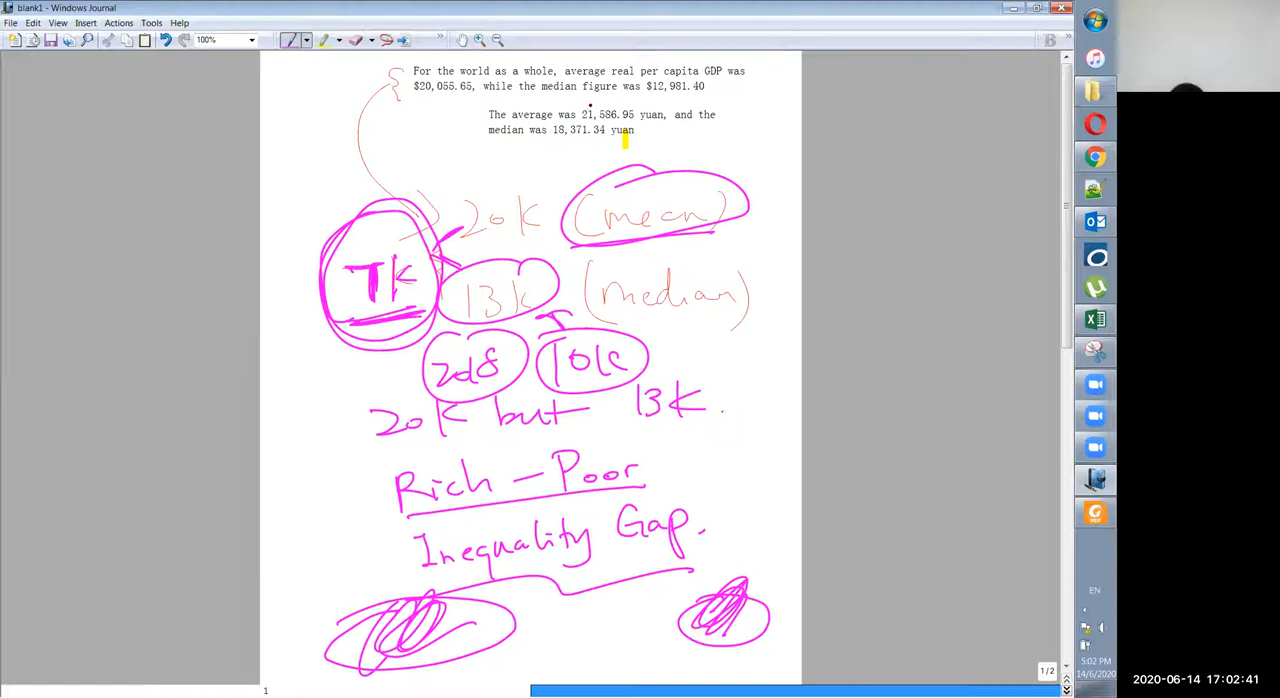 blank1 - Windows Journal
File Edit View Insert Actions Tools Help
100%
For the world as a whole, average real per capita GDP was
$20,055.65, while the median figure was $12,981.40
The average was 21,586.95 yuan, and the
median was 18,371.34 yuan
20K (mean)
7K
13K (median)
10K
20K but 13K.
Rich - Poor
Inequality Gap.
EN
5:02 PM
14/6/2020
1/2
1
2020-06-14 17:02:41